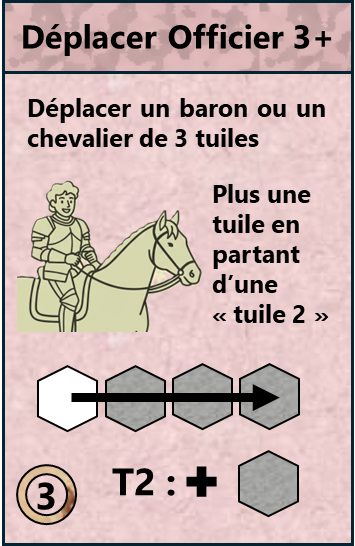 Déplacer Officier 3+
Déplacer un baron ou un
chevalier de 3 tuiles
Plus une
tuile en
partant
d’une
« tuile 2 »
T2 : +
3